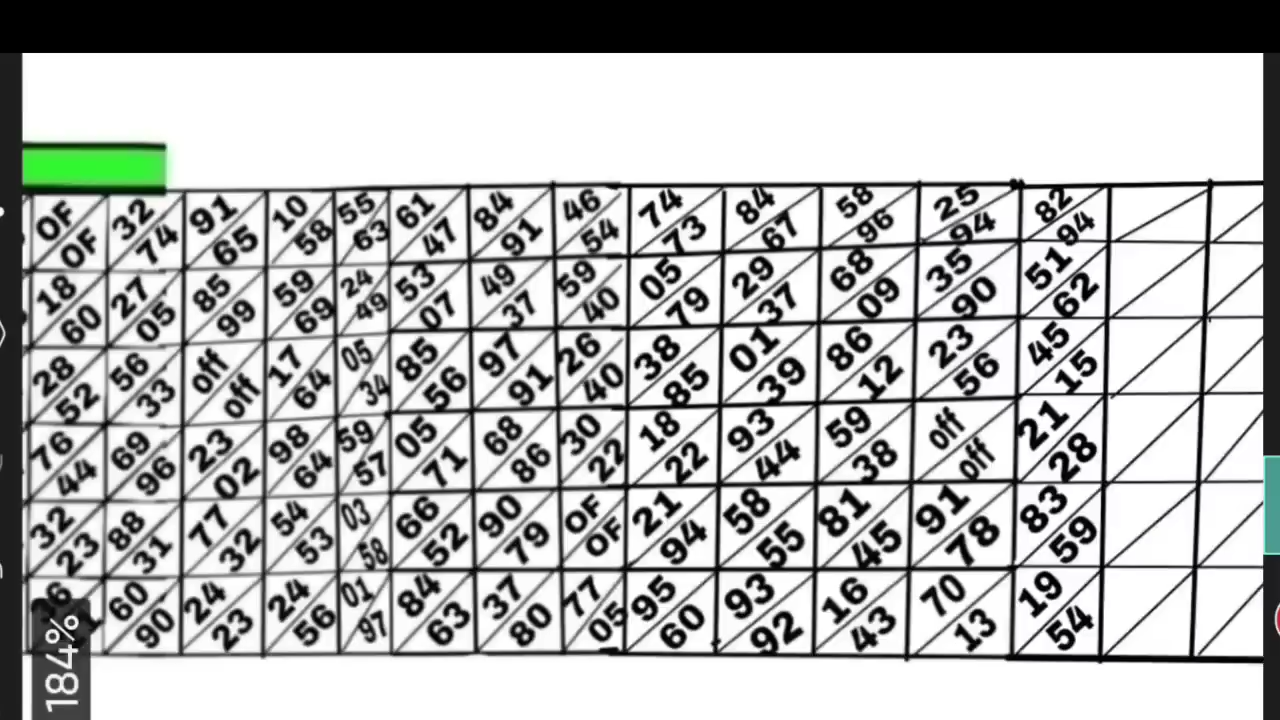 OF/OF 32/74 91/65 10/58 55/63 61/47 84/91 46/54 74/73 84/67 58/96 25/94 82/94
18/60 27/05 85/99 59/69 24/49 53/07 49/37 59/40 05/79 29/37 68/09 35/90 51/62
28/52 56/33 off/off 17/64 05/34 85/56 97/91 26/40 38/85 01/39 86/12 23/56 45/15
76/44 69/96 23/02 98/64 59/57 05/71 68/86 30/22 18/22 93/44 59/38 off/off 21/28
32/23 88/31 77/32 54/53 03/58 66/52 90/79 OF/OF 21/94 58/55 81/45 91/78 83/59
60/90 24/23 24/56 01/97 84/63 37/80 77/05 95/60 93/92 16/43 70/13 19/54
184%